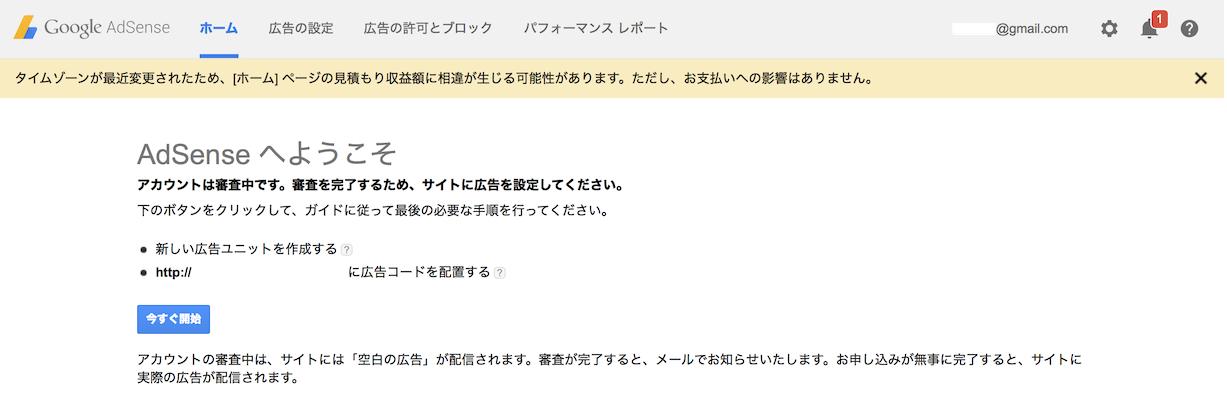 Google AdSense ホーム 広告の設定 広告の許可とブロック パフォーマンス レポート @gmail.com 1 ?
タイムゾーンが最近変更されたため、[ホーム] ページの見積もり収益額に相違が生じる可能性があります。ただし、お支払いへの影響はありません。
AdSense へようこそ
アカウントは審査中です。審査を完了するため、サイトに広告を設定してください。
下のボタンをクリックして、ガイドに従って最後の必要な手順を行ってください。
新しい広告ユニットを作成する ?
http:// に広告コードを配置する ?
今すぐ開始
アカウントの審査中は、サイトには「空白の広告」が配信されます。審査が完了すると、メールでお知らせいたします。お申し込みが無事に完了すると、サイトに
実際の広告が配信されます。